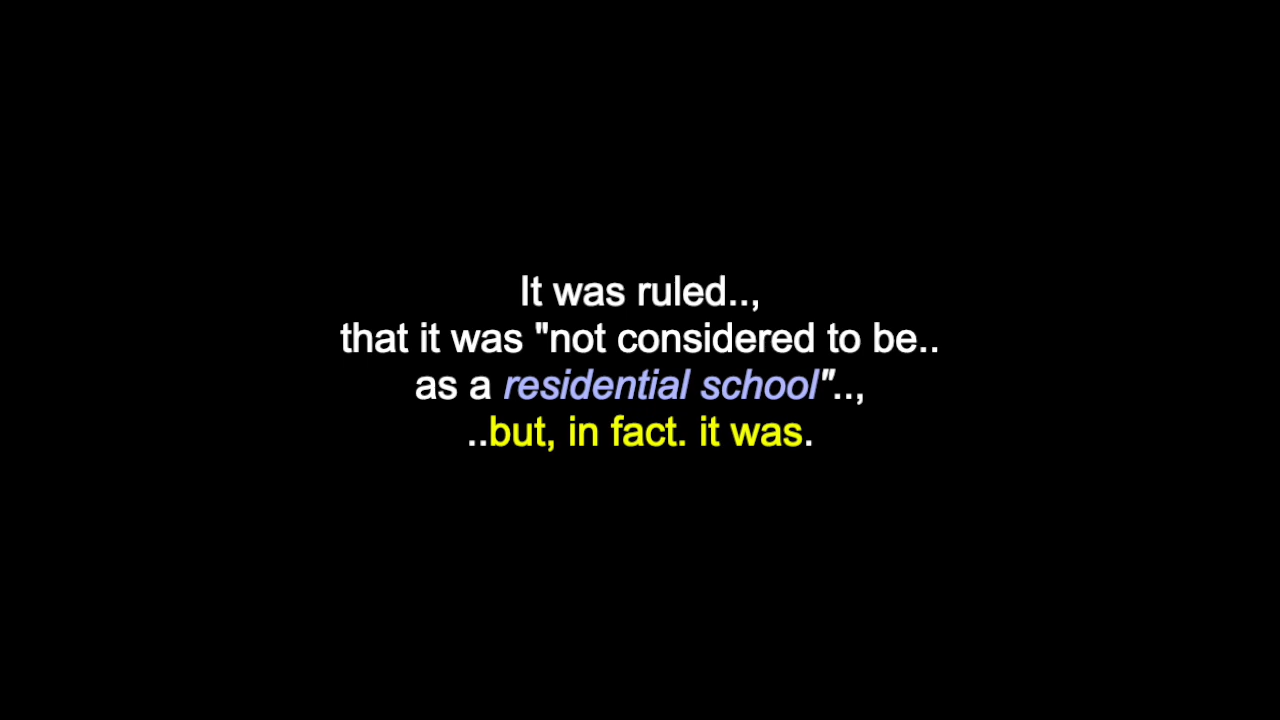 It was ruled..,
that it was "not considered to be..
as a residential school"..,
..but, in fact. it was.